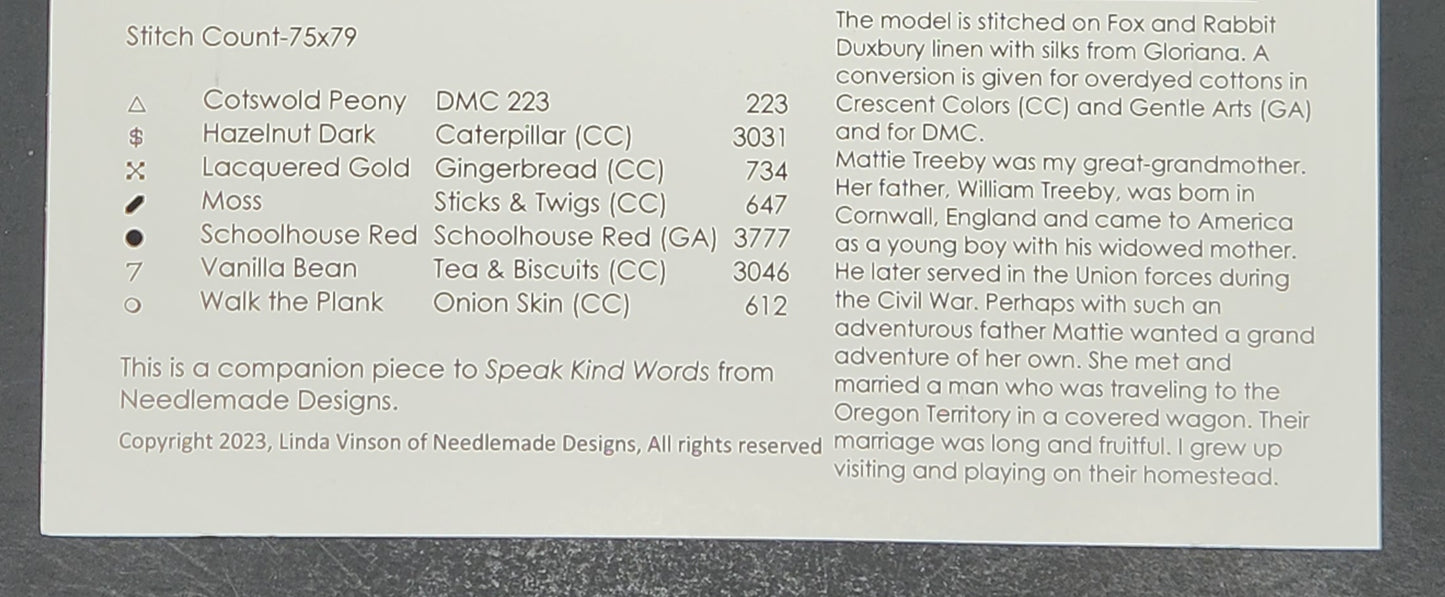 Stitch Count-75x79
△ Cotswold Peony DMC 223 223
$ Hazelnut Dark Caterpillar (CC) 3031
Lacquered Gold Gingerbread (CC) 734
Moss Sticks & Twigs (CC) 647
● Schoolhouse Red Schoolhouse Red (GA) 3777
7 Vanilla Bean Tea & Biscuits (CC) 3046
○ Walk the Plank Onion Skin (CC) 612
This is a companion piece to Speak Kind Words from
Needlemade Designs.
Copyright 2023, Linda Vinson of Needlemade Designs, All rights reserved
The model is stitched on Fox and Rabbit
Duxbury linen with silks from Gloriana. A
conversion is given for overdyed cottons in
Crescent Colors (CC) and Gentle Arts (GA)
and for DMC.
Mattie Treeby was my great-grandmother.
Her father, William Treeby, was born in
Cornwall, England and came to America
as a young boy with his widowed mother.
He later served in the Union forces during
the Civil War. Perhaps with such an
adventurous father Mattie wanted a grand
adventure of her own. She met and
married a man who was traveling to the
Oregon Territory in a covered wagon. Their
marriage was long and fruitful. I grew up
visiting and playing on their homestead.